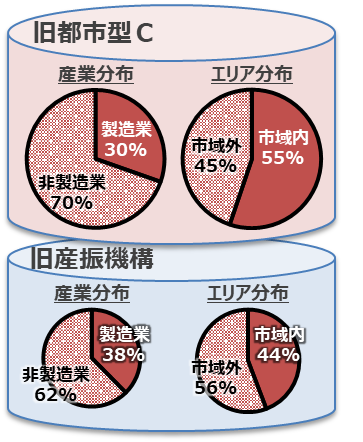 旧都市型C
産業分布 エリア分布
製造業
30%
非製造業
70%
市域外
45%
市域内
55%
旧産振機構
産業分布 エリア分布
製造業
38%
非製造業
62%
市域内
44%
市域外
56%